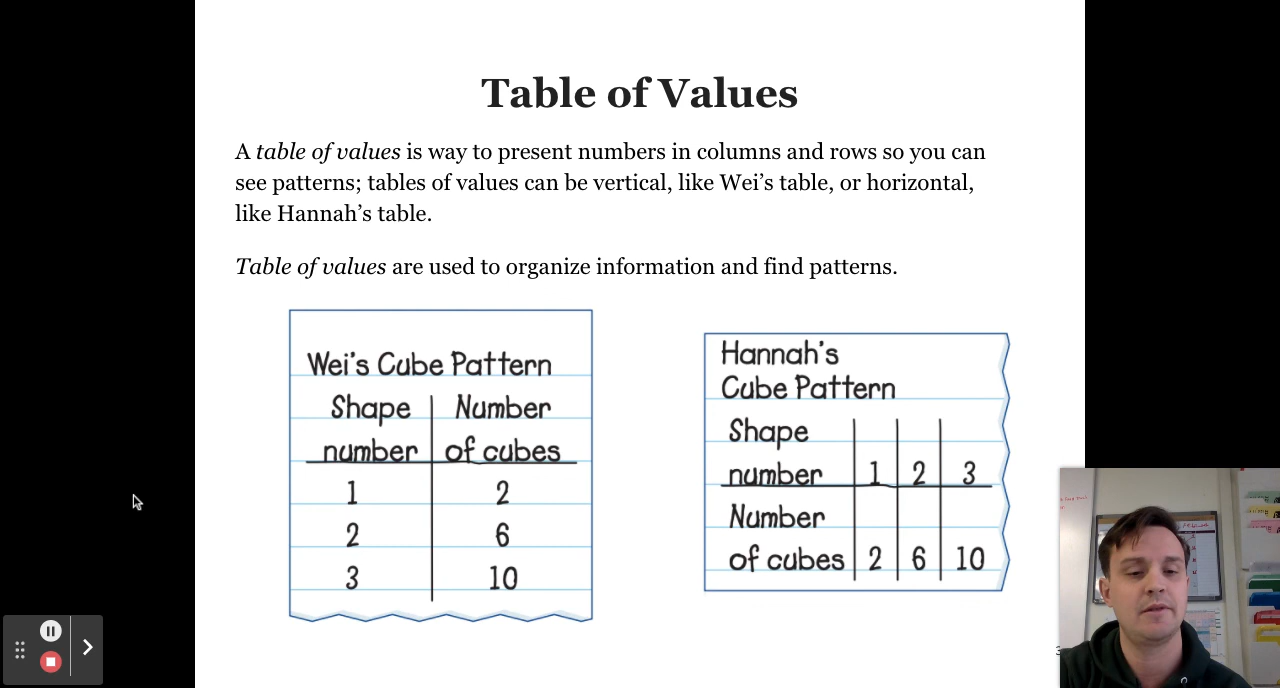 Table of Values
A table of values is way to present numbers in columns and rows so you can
see patterns; tables of values can be vertical, like Wei’s table, or horizontal,
like Hannah’s table.
Table of values are used to organize information and find patterns.
Wei's Cube Pattern
Shape Number
number of cubes
1 2
2 6
3 10
Hannah's
Cube Pattern
Shape
number 1 2 3
Number
of cubes 2 6 10